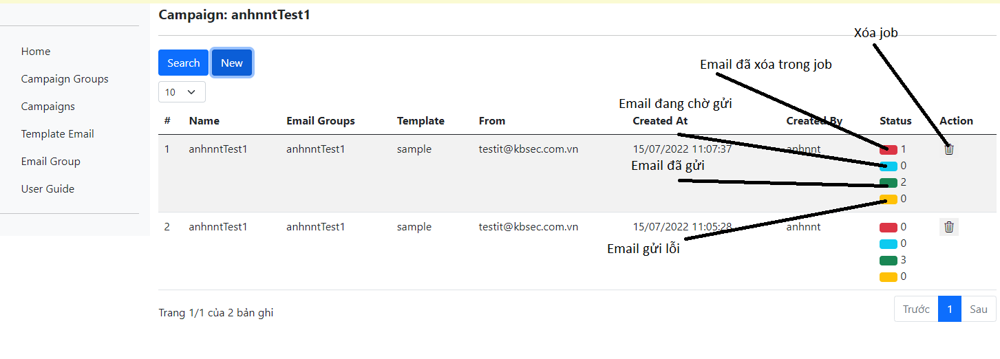 Campaign: anhnntTest1
Xóa job
Home
Search New
Email đã xóa trong job
Campaign Groups
10
Email đang chờ gửi
Campaigns
# Name Email Groups Template From Created At Created By Status Action
Template Email
1 anhnntTest1 anhnntTest1 sample testit@kbsec.com.vn 15/07/2022 11:07:37 anhnnt 1
Email Group
Email đã gửi 0
2
User Guide
0
2 anhnntTest1 anhnntTest1 sample testit@kbsec.com.vn 15/07/2022 11:05:28 anhnnt 0
0
Email gửi lỗi
3
0
Trang 1/1 của 2 bản ghi
Trước 1 Sau